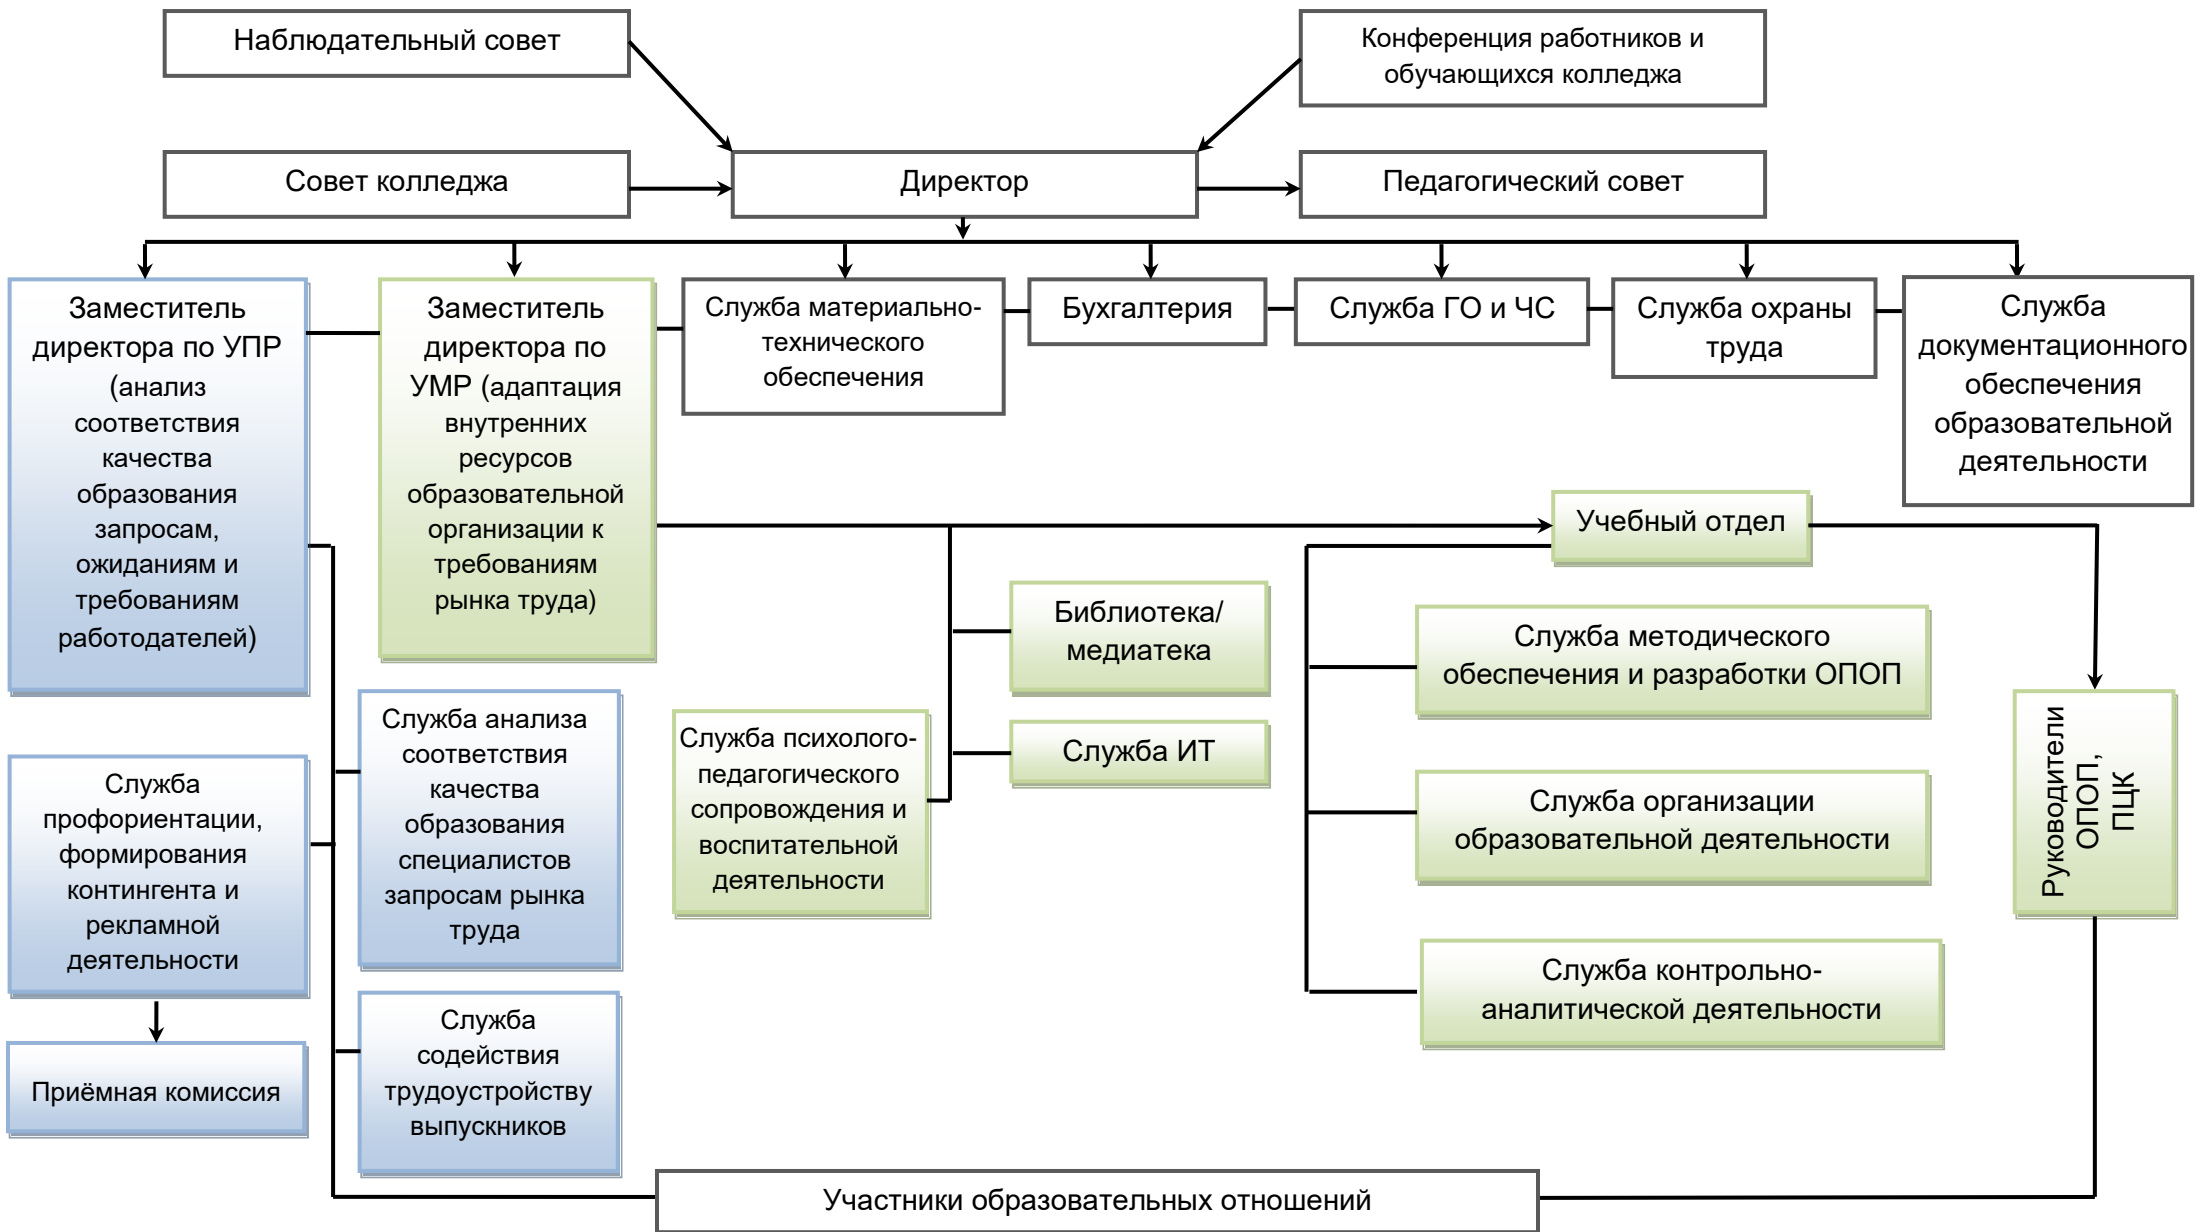 Наблюдательный совет
Конференция работников и
обучающихся колледжа
Совет колледжа
Директор
Педагогический совет
Заместитель
директора по УПР
(анализ
соответствия
качества
образования
запросам,
ожиданиям и
требованиям
работодателей)
Заместитель
директора по
УМР (адаптация
внутренних
ресурсов
образовательной
организации к
требованиям
рынка труда)
Служба материально-
технического
обеспечения
Бухгалтерия
Служба ГО и ЧС
Служба охраны
труда
Служба
документационного
обеспечения
образовательной
деятельности
Учебный отдел
Библиотека/
медиатека
Служба ИТ
Служба психолого-
педагогического
сопровождения и
воспитательной
деятельности
Служба методического
обеспечения и разработки ОПОП
Служба организации
образовательной деятельности
Служба контрольно-
аналитической деятельности
Руководители
ОПОП,
ПЦК
Служба анализа
соответствия
качества
образования
специалистов
запросам рынка
труда
Служба
профориентации,
формирования
контингента и
рекламной
деятельности
Служба
содействия
трудоустройству
выпускников
Приёмная комиссия
Участники образовательных отношений